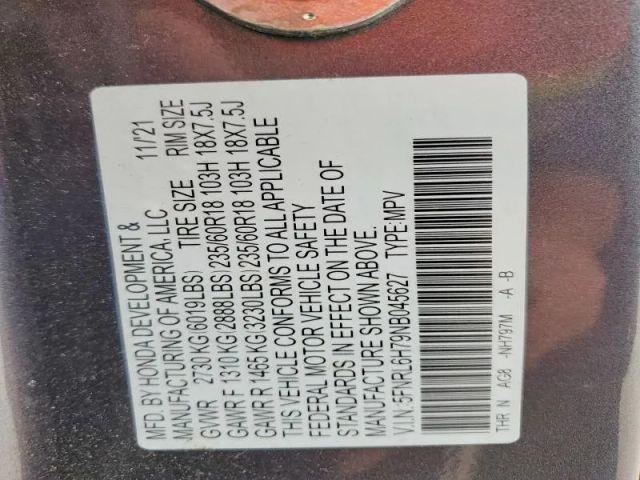 MFD. BY HONDA DEVELOPMENT & 11/'21
MANUFACTURING OF AMERICA, LLC
GVWR 2730 KG (6019LBS) TIRE SIZE RIM SIZE
GAWR F 1310 KG (2888LBS) 235/60R18 103H 18X7.5J
GAWR R 1465 KG (3230LBS) 235/60R18 103H 18X7.5J
THIS VEHICLE CONFORMS TO ALL APPLICABLE
FEDERAL MOTOR VEHICLE SAFETY
STANDARDS IN EFFECT ON THE DATE OF
MANUFACTURE SHOWN ABOVE.
V.I.N.:5FNRL6H79NB045627 TYPE:MPV
THR N AG8 -NH797M -A -B